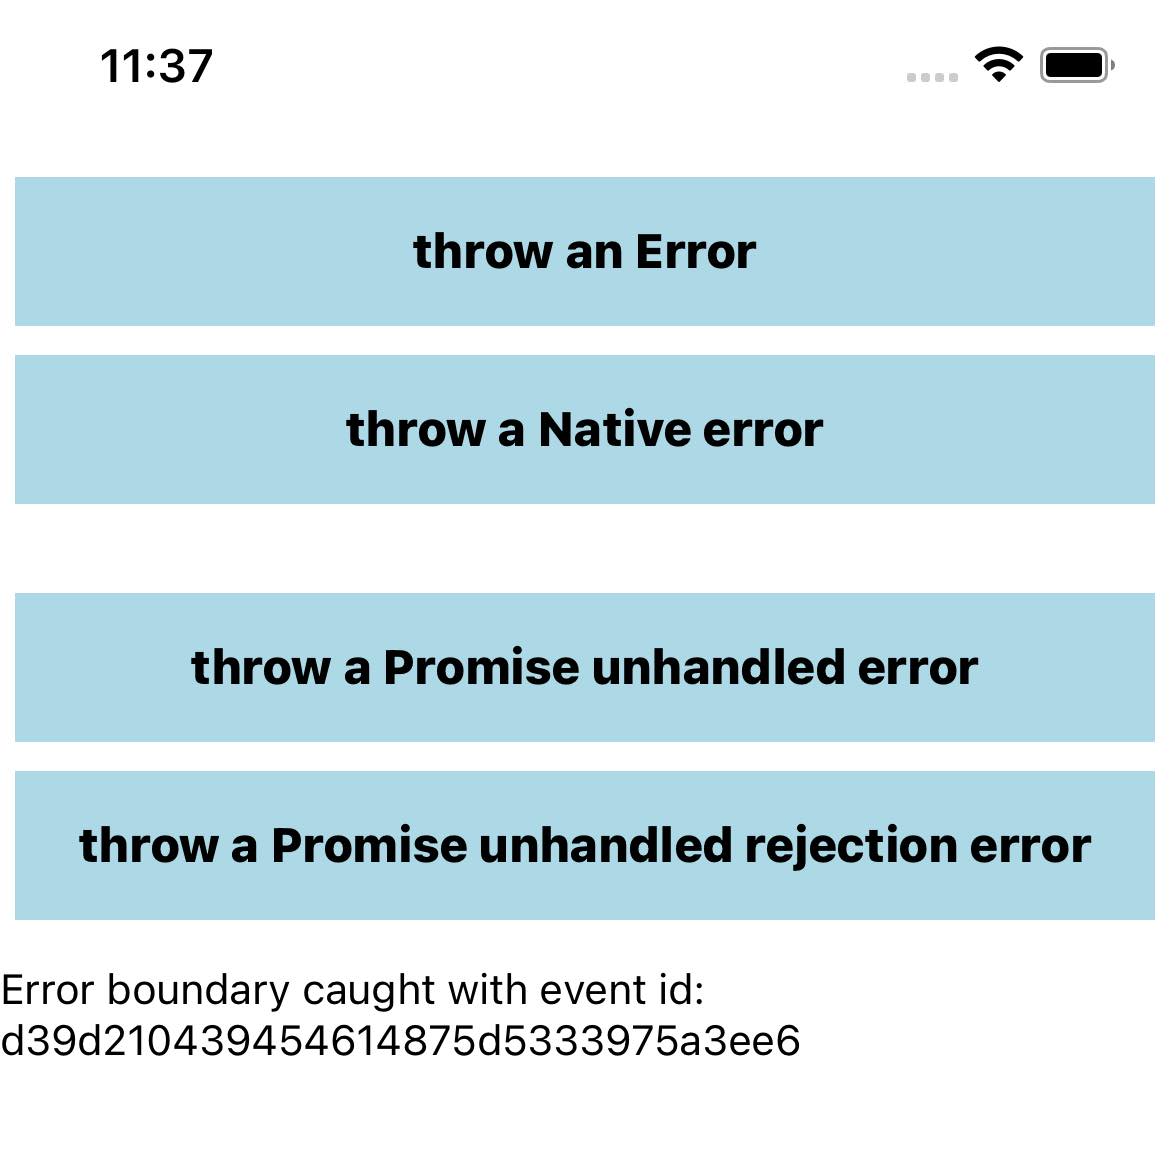 11:37
throw an Error
throw a Native error
throw a Promise unhandled error
throw a Promise unhandled rejection error
Error boundary caught with event id:
d39d210439454614875d5333975a3ee6